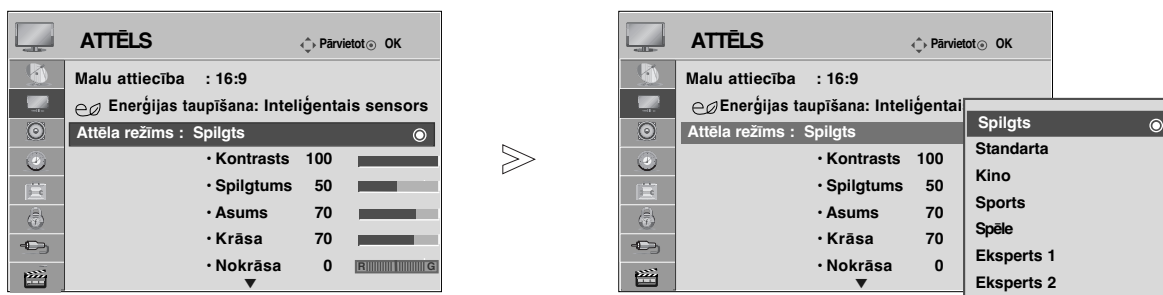 ATTĒLS Pārvietot OK
Malu attiecība : 16:9
Enerģijas taupīšana: Inteliģentais sensors
Attēla režīms : Spilgts
• Kontrasts 100
• Spilgtums 50
• Asums 70
• Krāsa 70
• Nokrāsa 0 R G
ATTĒLS Pārvietot OK
Malu attiecība : 16:9
Enerģijas taupīšana: Inteliģentai
Attēla režīms : Spilgts
• Kontrasts 100
• Spilgtums 50
• Asums 70
• Krāsa 70
• Nokrāsa 0
Spilgts
Standarta
Kino
Sports
Spēle
Eksperts 1
Eksperts 2